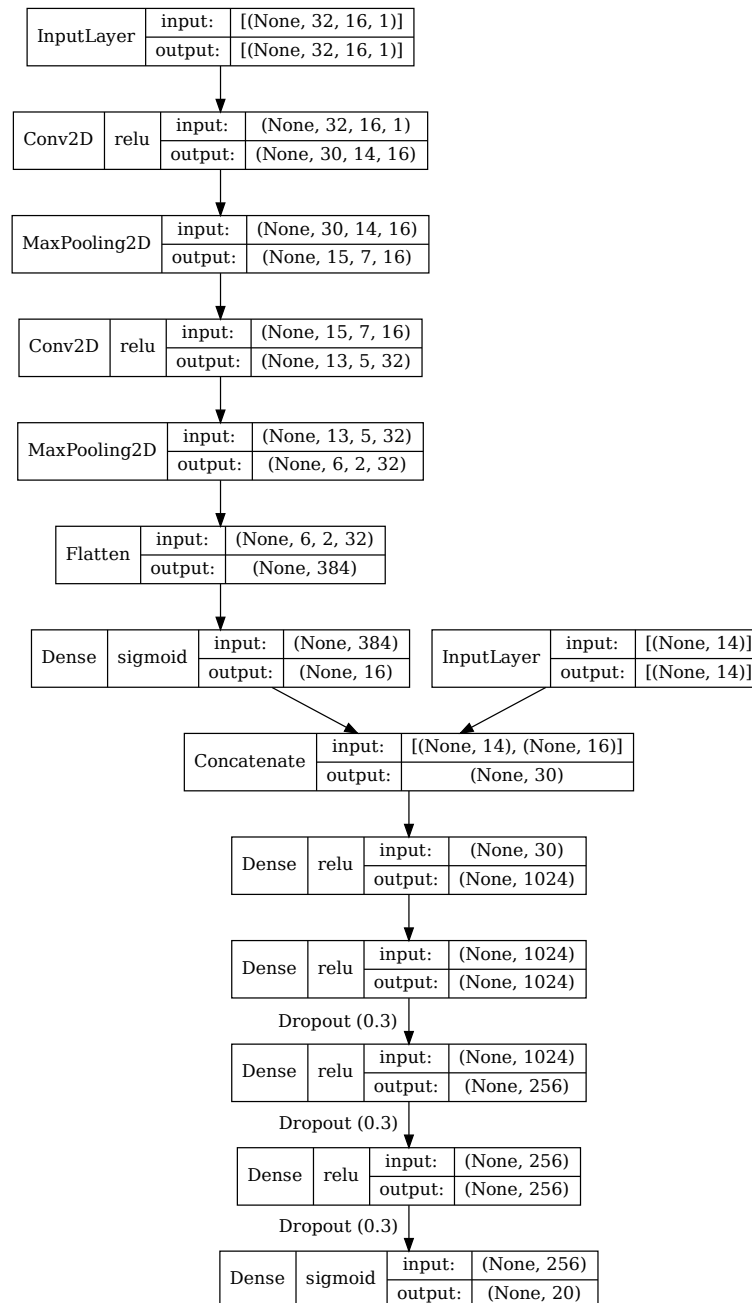 InputLayer input: [(None, 32, 16, 1)]
output: [(None, 32, 16, 1)]
Conv2D relu input: (None, 32, 16, 1)
output: (None, 30, 14, 16)
MaxPooling2D input: (None, 30, 14, 16)
output: (None, 15, 7, 16)
Conv2D relu input: (None, 15, 7, 16)
output: (None, 13, 5, 32)
MaxPooling2D input: (None, 13, 5, 32)
output: (None, 6, 2, 32)
Flatten input: (None, 6, 2, 32)
output: (None, 384)
Dense sigmoid input: (None, 384)
output: (None, 16)
InputLayer input: [(None, 14)]
output: [(None, 14)]
Concatenate input: [(None, 14), (None, 16)]
output: (None, 30)
Dense relu input: (None, 30)
output: (None, 1024)
Dense relu input: (None, 1024)
output: (None, 1024)
Dropout (0.3)
Dense relu input: (None, 1024)
output: (None, 256)
Dropout (0.3)
Dense relu input: (None, 256)
output: (None, 256)
Dropout (0.3)
Dense sigmoid input: (None, 256)
output: (None, 20)